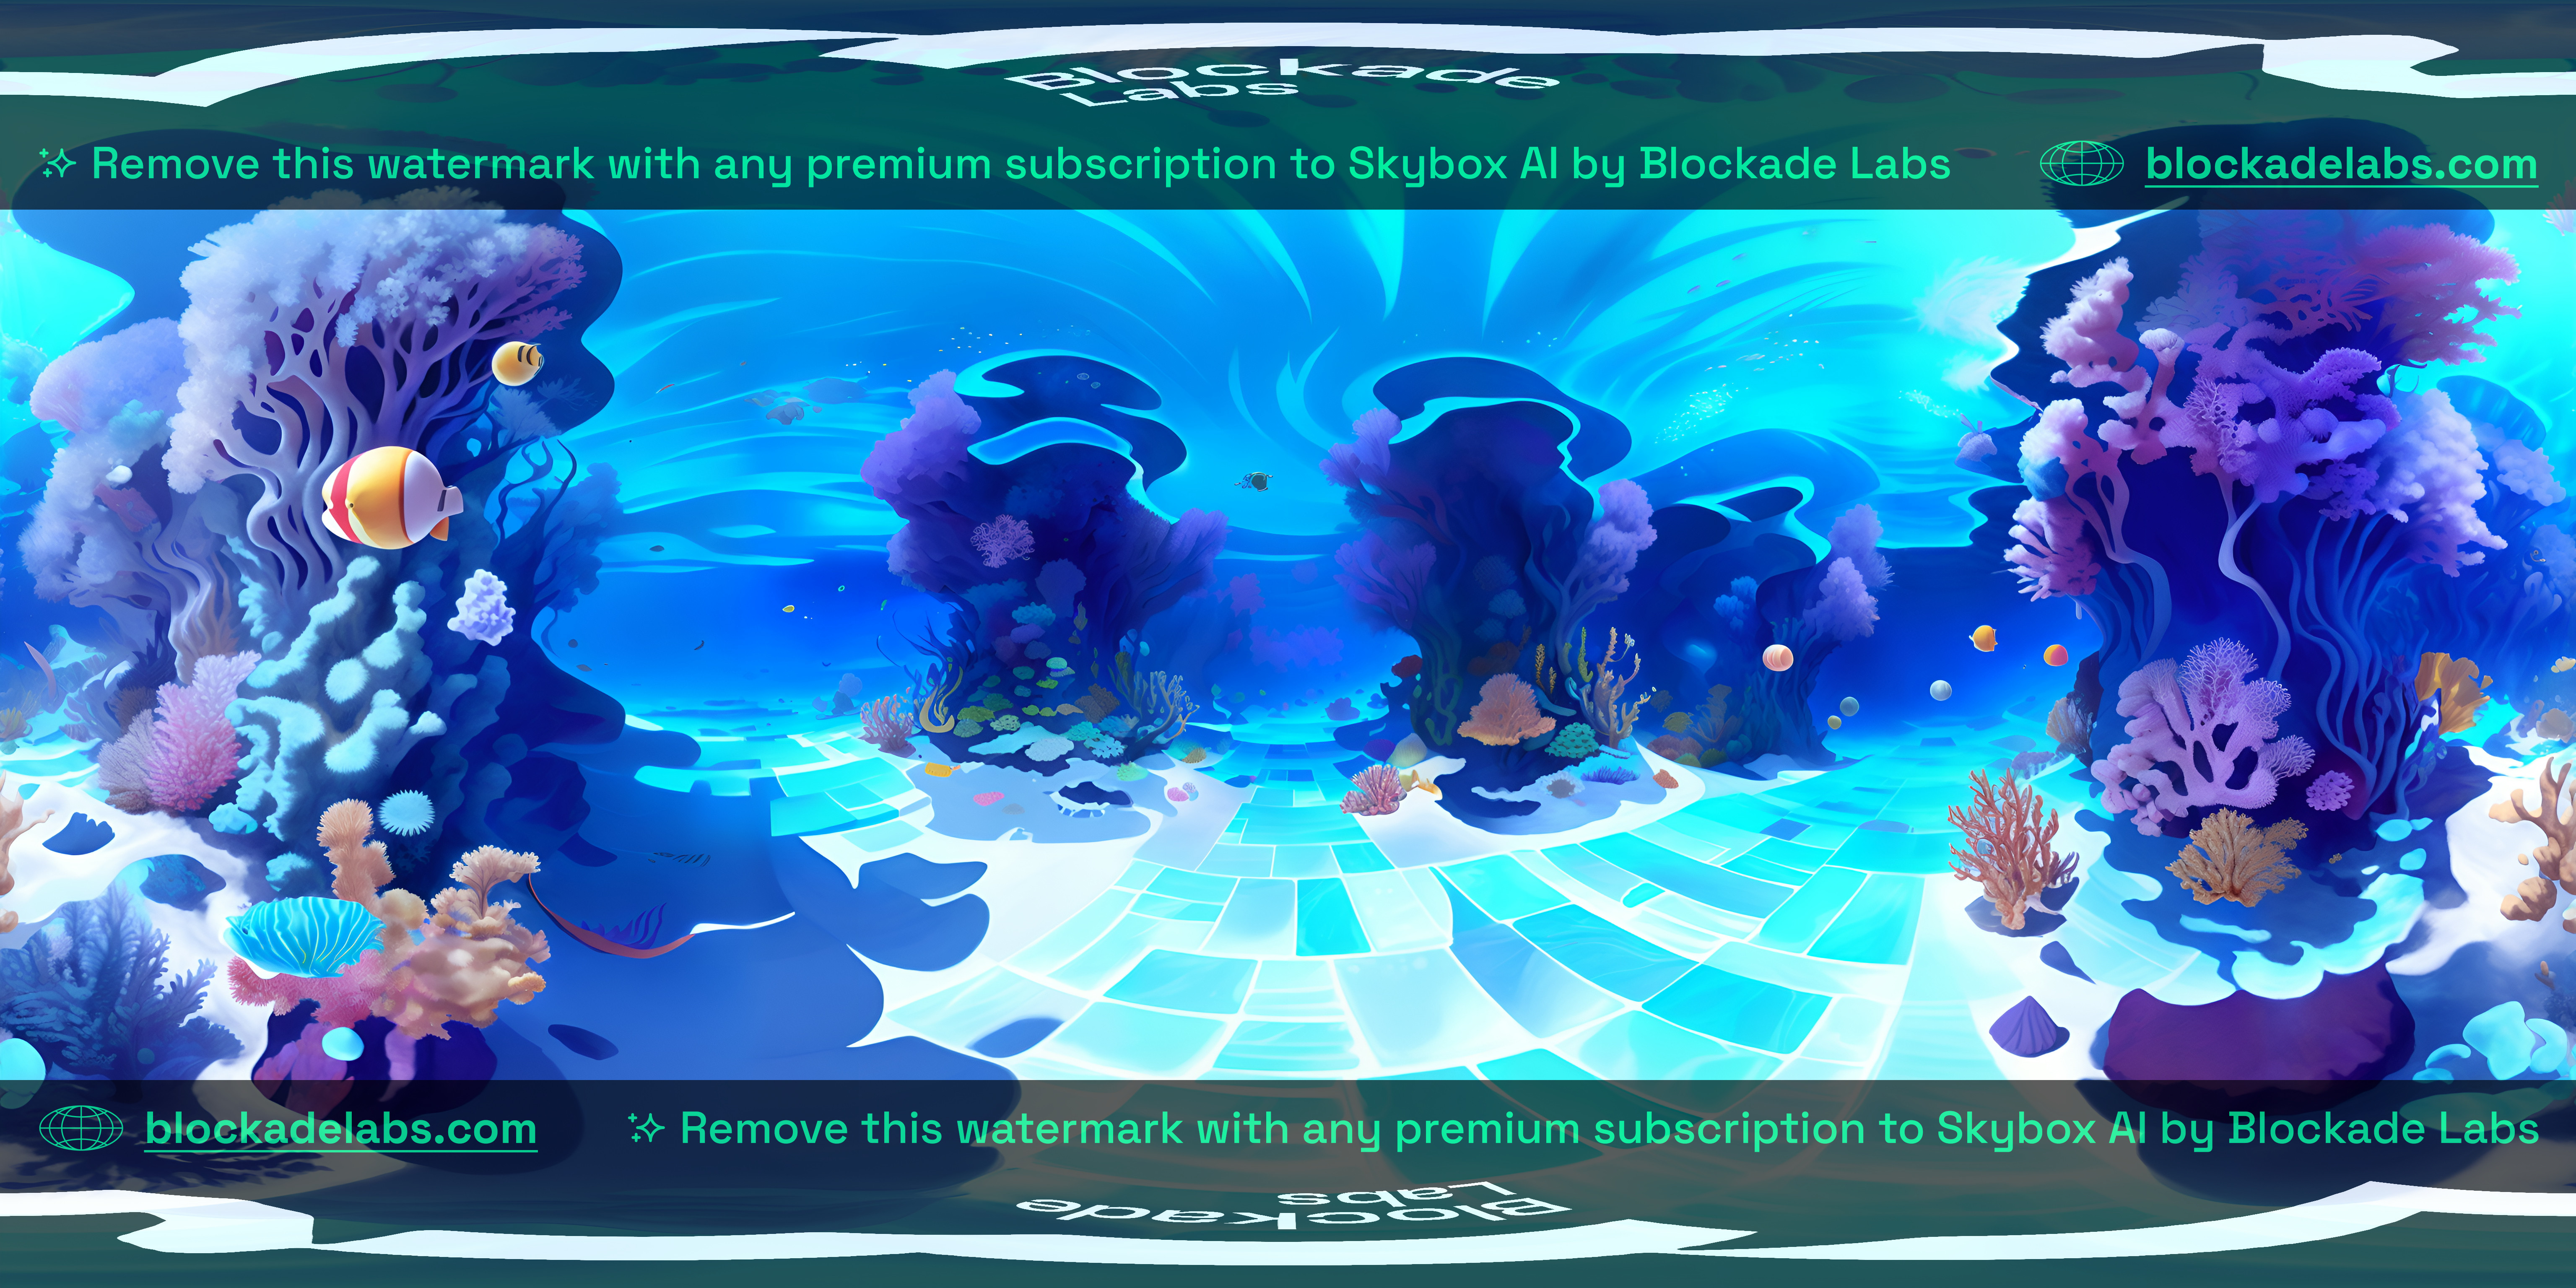 Blockade
Labs
Remove this watermark with any premium subscription to Skybox AI by Blockade Labs
blockadelabs.com
blockadelabs.com
Remove this watermark with any premium subscription to Skybox AI by Blockade Labs
Blockade
Labs